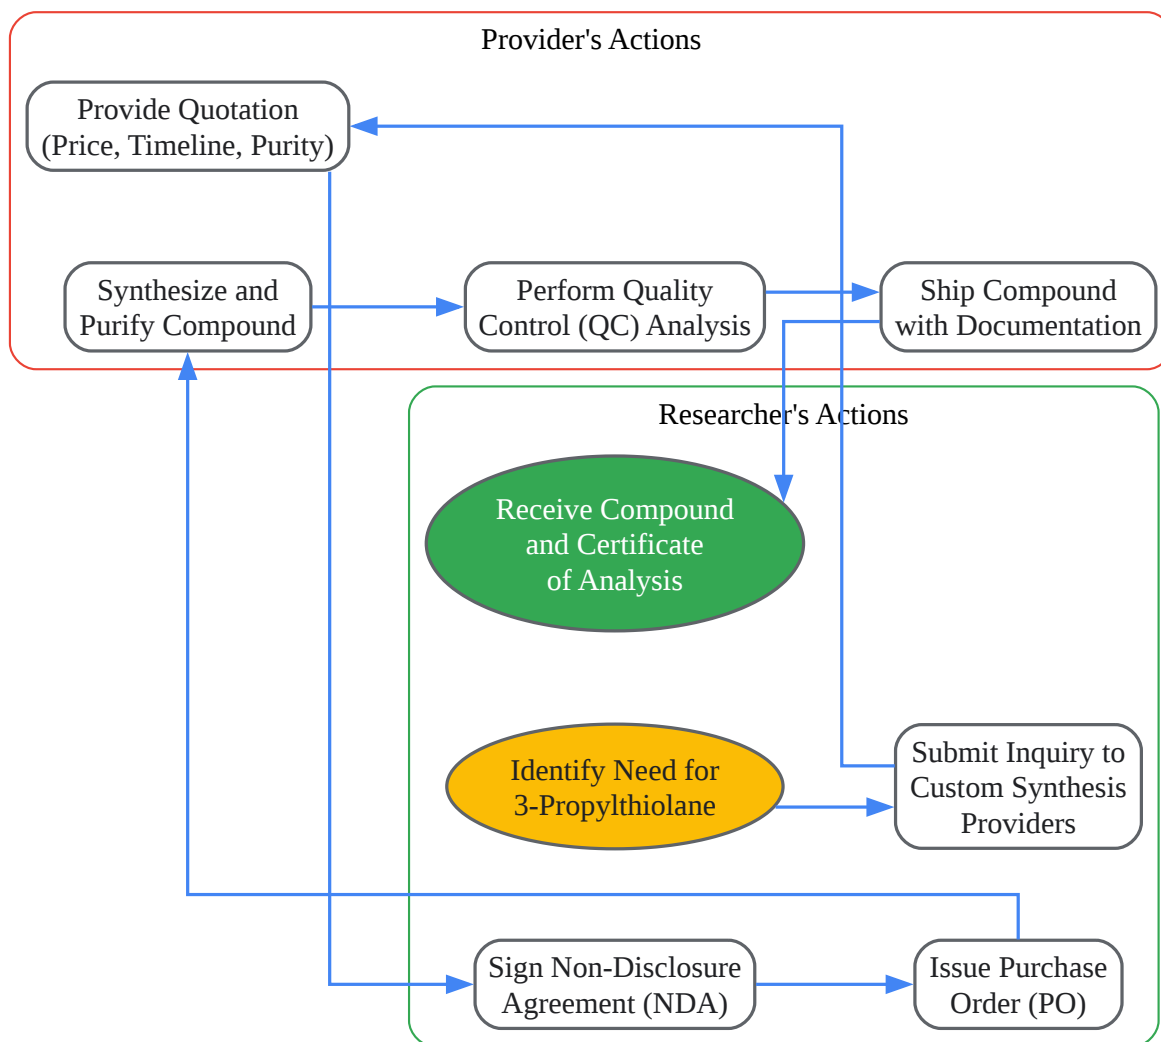 Provider's Actions
Provide Quotation
(Price, Timeline, Purity)
Synthesize and
Purify Compound
Perform Quality
Control (QC) Analysis
Ship Compound
with Documentation
Researcher's Actions
Receive Compound
and Certificate
of Analysis
Identify Need for
3-Propylthiolane
Submit Inquiry to
Custom Synthesis
Providers
Sign Non-Disclosure
Agreement (NDA)
Issue Purchase
Order (PO)